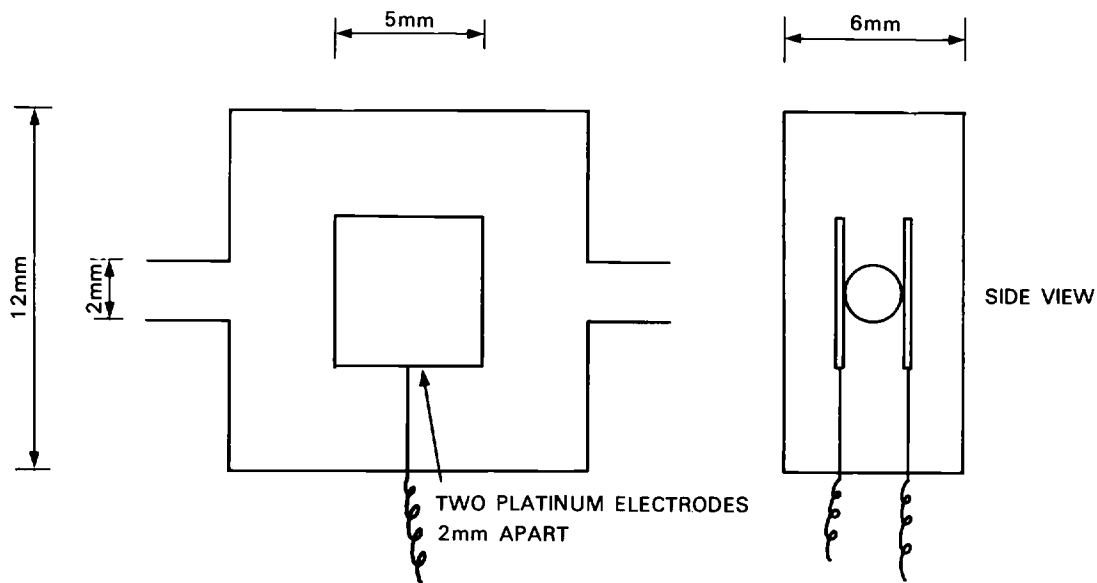 5mm
6mm
12mm
2mm
SIDE VIEW
TWO PLATINUM ELECTRODES
2mm APART